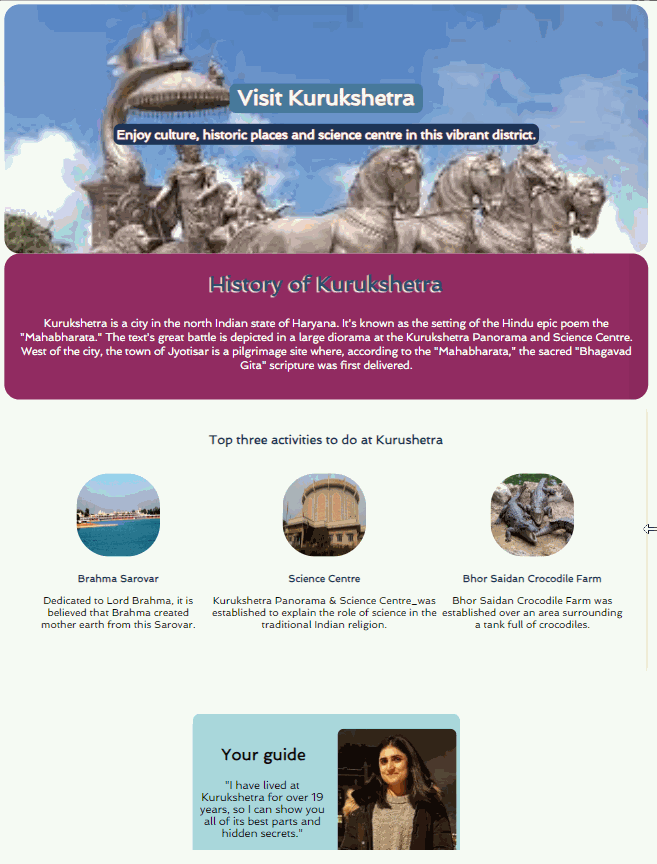 Visit Kurukshetra
Enjoy culture, historic places and science centre in this vibrant district.
History of Kurukshetra
Kurukshetra is a city in the north Indian state of Haryana. It's known as the setting of the Hindu epic poem the
"Mahabharata." The text's great battle is depicted in a large diorama at the Kurukshetra Panorama and Science Centre.
West of the city, the town of Jyotisar is a pilgrimage site where, according to the "Mahabharata," the sacred "Bhagavad
Gita" scripture was first delivered.
Top three activities to do at Kurushetra
Brahma Sarovar
Dedicated to Lord Brahma, it is
believed that Brahma created
mother earth from this Sarovar.
Science Centre
Kurukshetra Panorama & Science Centre_was
established to explain the role of science in the
traditional Indian religion.
Bhor Saidan Crocodile Farm
Bhor Saidan Crocodile Farm was
established over an area surrounding
a tank full of crocodiles.
Your guide
"I have lived at
Kurukshetra for over 19
years, so I can show you
all of its best parts and
hidden secrets."